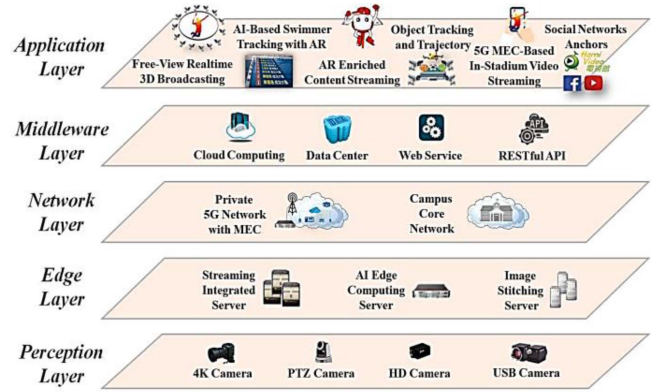 Application
Layer
AI-Based Swimmer
Tracking with AR
Object Tracking
and Trajectory
Social Networks
Anchors
Free-View Realtime
3D Broadcasting
AR Enriched
Content Streaming
5G MEC-Based
In-Stadium Video
Streaming
Middleware
Layer
API
Cloud Computing
Data Center
Web Service
RESTful API
Network
Layer
Private
5G Network
with MEC
Campus
Core
Network
Edge
Layer
Streaming
Integrated
Server
AI Edge
Computing
Server
Image
Stitching
Server
Perception
Layer
4K Camera
PTZ Camera
HD Camera
USB Camera